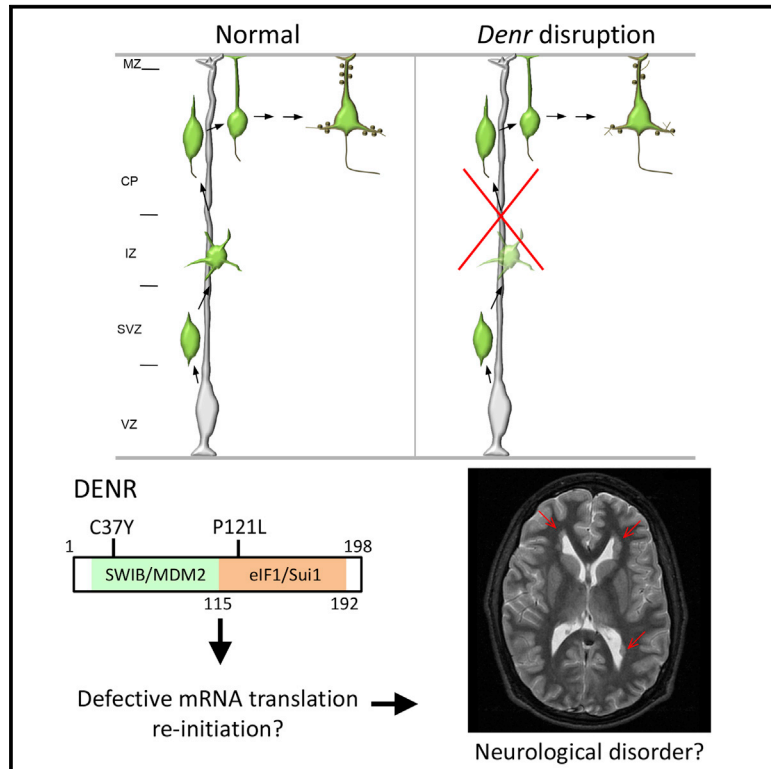 Normal
Denr disruption
MZ
CP
IZ
SVZ
VZ
DENR
C37Y
P121L
1
198
SWIB/MDM2
eIF1/Sui1
115
192
Defective mRNA translation
re-initiation?
Neurological disorder?